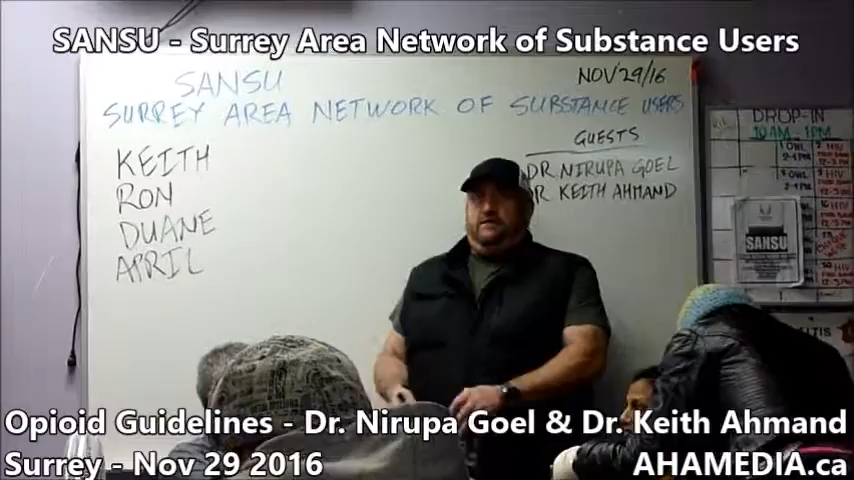 SANSU - Surrey Area Network of Substance Users
SANSU
NOV 29/16
SURREY AREA NETWORK OF SUBSTANCE USERS
GUESTS
DR NIRUPA GOEL
DR KEITH AHMAND
KEITH
RON
DUANE
APRIL
DROP-IN
10AM - 1PM
SANSU
Opioid Guidelines - Dr. Nirupa Goel & Dr. Keith Ahmand
Surrey - Nov 29 2016
AHAMEDIA.ca